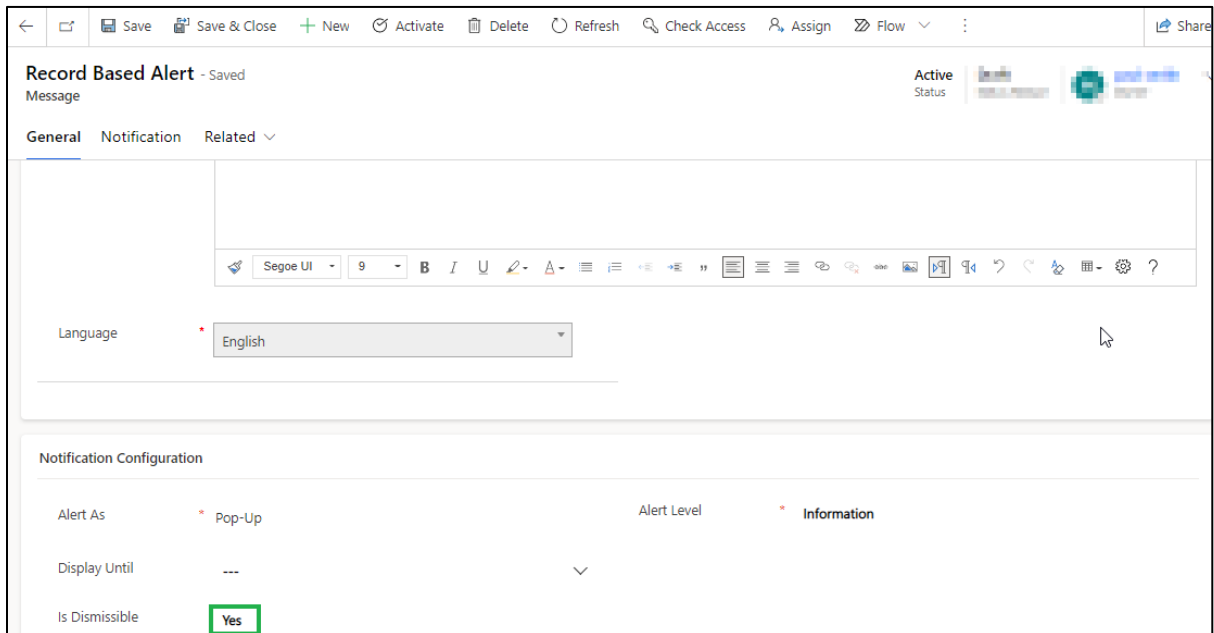 Save Save & Close New Activate Delete Refresh Check Access Assign Flow Share
Record Based Alert - Saved
Message
Active
Status
General Notification Related
Segoe UI 9 B I U A " abc ?
Language * English
Notification Configuration
Alert As * Pop-Up Alert Level * Information
Display Until ---
Is Dismissible Yes